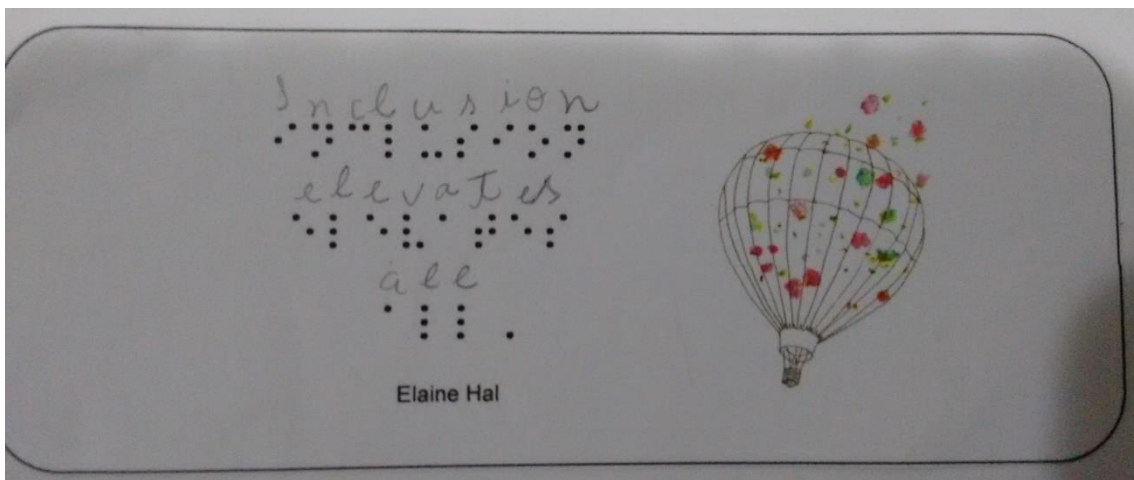 Inclusion
⠊⠝⠉⠇⠥⠎⠊⠕⠝
elevates
⠑⠇⠑⠧⠁⠞⠑⠎
all
⠁⠇⠇⠠
Elaine Hal